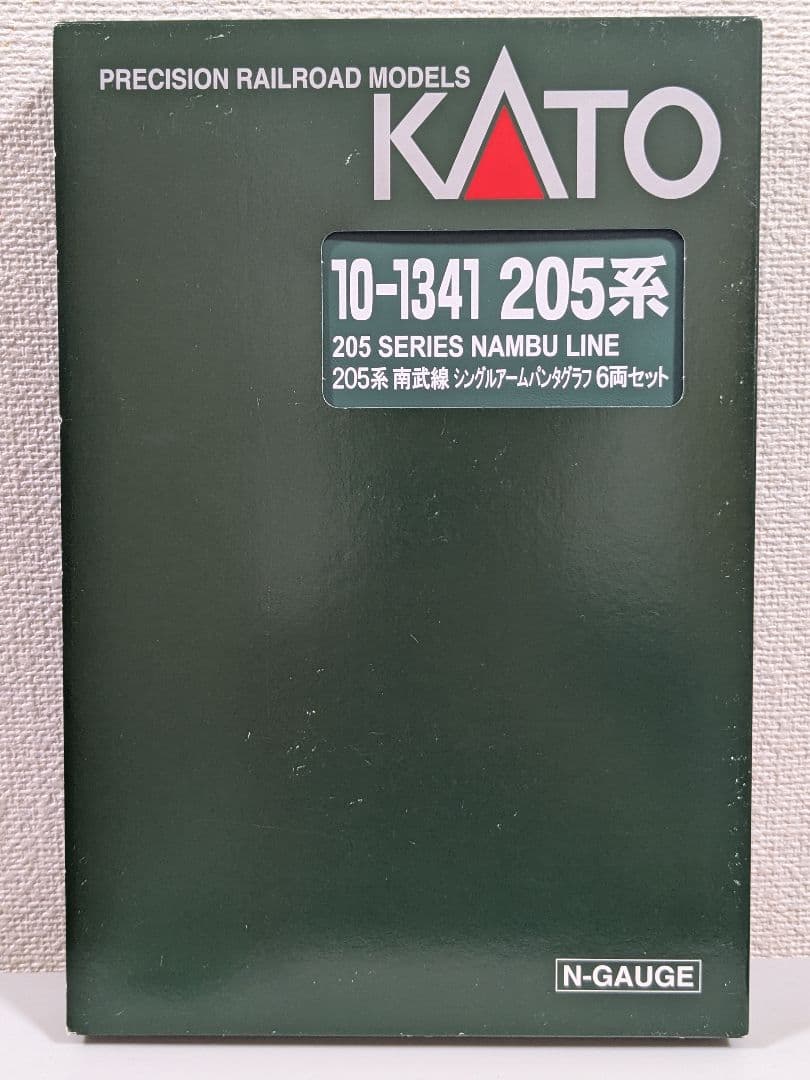 PRECISION RAILROAD MODELS
KATO
10-1341 205系
205 SERIES NAMBU LINE
205系 南武線 シングルアームパンタグラフ 6両セット
N-GAUGE